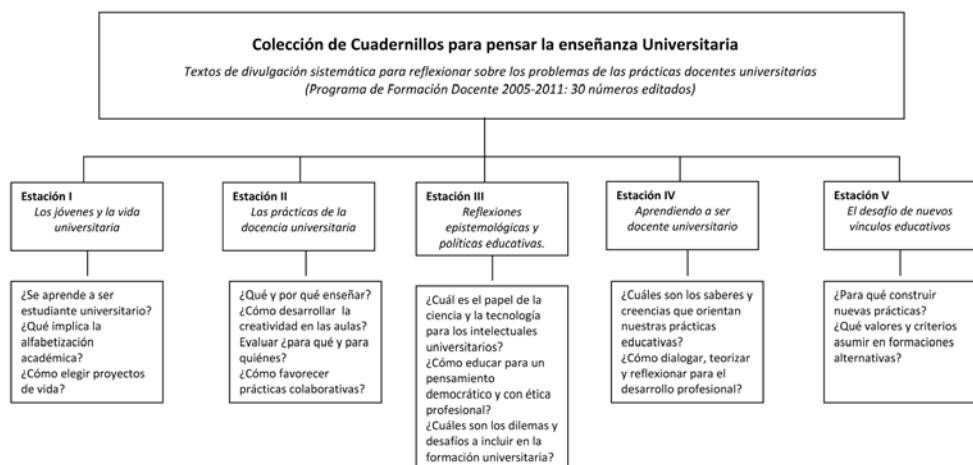 Colección de Cuadernillos para pensar la enseñanza Universitaria
Textos de divulgación sistemática para reflexionar sobre los problemas de las prácticas docentes universitarias
(Programa de Formación Docente 2005-2011: 30 números editados)
Estación I
Los jóvenes y la vida
universitaria
Estación II
Las prácticas de la
docencia universitaria
Estación III
Reflexiones
epistemológicas y
políticas educativas.
Estación IV
Aprendiendo a ser
docente universitario
Estación V
El desafío de nuevos
vínculos educativos
¿Se aprende a ser
estudiante universitario?
¿Qué implica la
alfabetización
académica?
¿Cómo elegir proyectos
de vida?
¿Qué y por qué enseñar?
¿Cómo desarrollar la
creatividad en las aulas?
Evaluar ¿para qué y para
quiénes?
¿Cómo favorecer
prácticas colaborativas?
¿Cuál es el papel de la
ciencia y la tecnología
para los intelectuales
universitarios?
¿Cómo educar para un
pensamiento
democrático y con ética
profesional?
¿Cuáles son los dilemas y
desafíos a incluir en la
formación universitaria?
¿Cuáles son los saberes y
creencias que orientan
nuestras prácticas
educativas?
¿Cómo dialogar, teorizar
y reflexionar para el
desarrollo profesional?
¿Para qué construir
nuevas prácticas?
¿Qué valores y criterios
asumir en formaciones
alternativas?